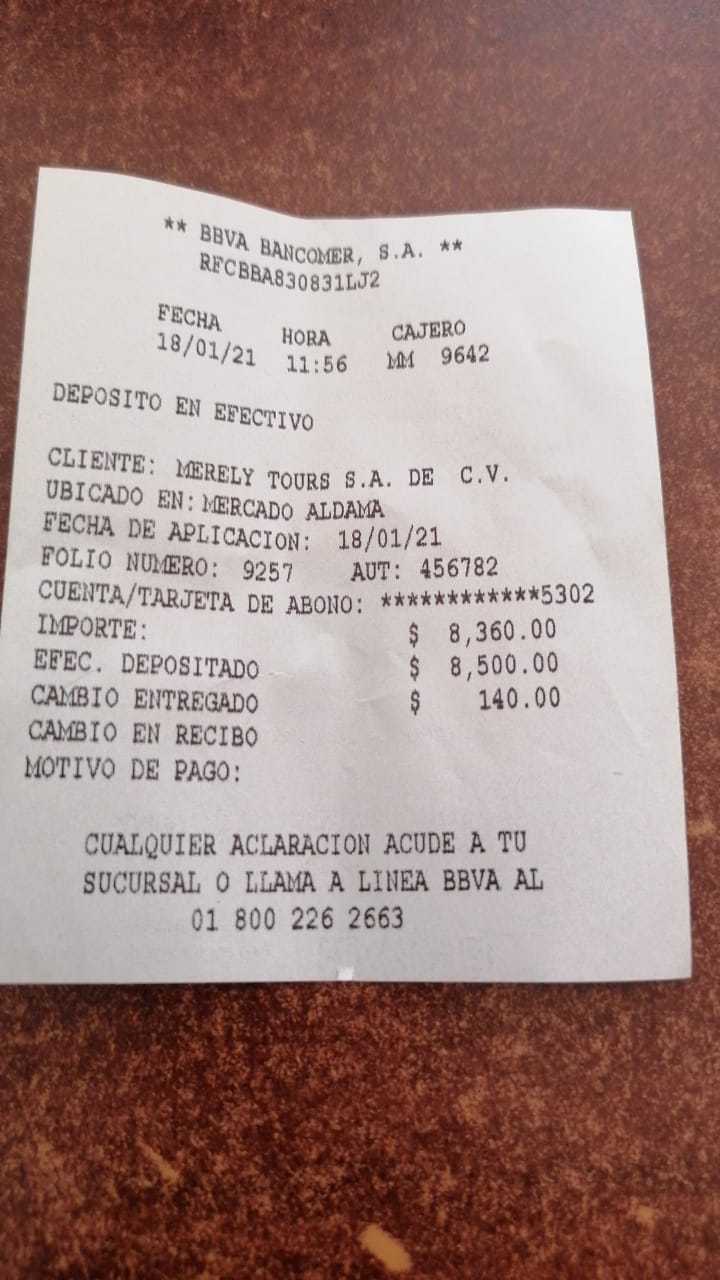 ** BBVA BANCOMER, S.A. **
RFCBBA830831LJ2
FECHA HORA CAJERO
18/01/21 11:56 MM 9642
DEPOSITO EN EFECTIVO
CLIENTE: MERELY TOURS S.A. DE C.V.
UBICADO EN: MERCADO ALDAMA
FECHA DE APLICACION: 18/01/21
FOLIO NUMERO: 9257 AUT: 456782
CUENTA/TARJETA DE ABONO: ************5302
IMPORTE: $ 8,360.00
EFEC. DEPOSITADO $ 8,500.00
CAMBIO ENTREGADO $ 140.00
CAMBIO EN RECIBO
MOTIVO DE PAGO:
CUALQUIER ACLARACION ACUDE A TU
SUCURSAL O LLAMA A LINEA BBVA AL
01 800 226 2663